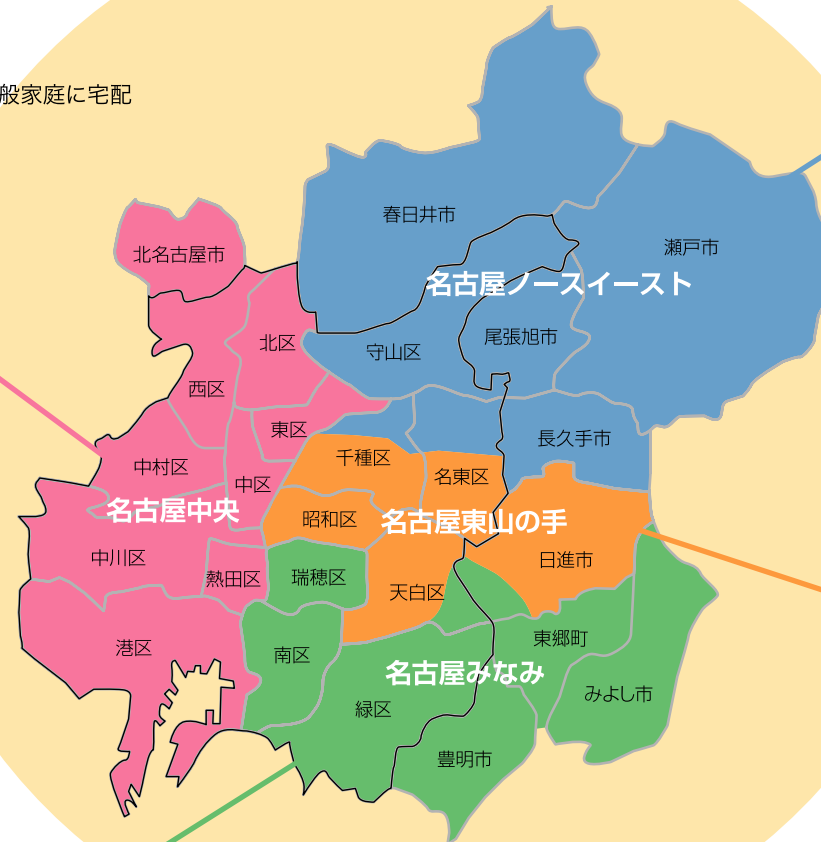 般家庭に宅配
春日井市
瀬戸市
北名古屋市
名古屋ノースイースト
尾張旭市
北区
守山区
西区
東区
長久手市
千種区
中村区
名東区
中区
名古屋中央
昭和区
名古屋東山の手
中川区
日進市
熱田区
瑞穂区
天白区
東郷町
港区
南区
名古屋みなみ
みよし市
緑区
豊明市